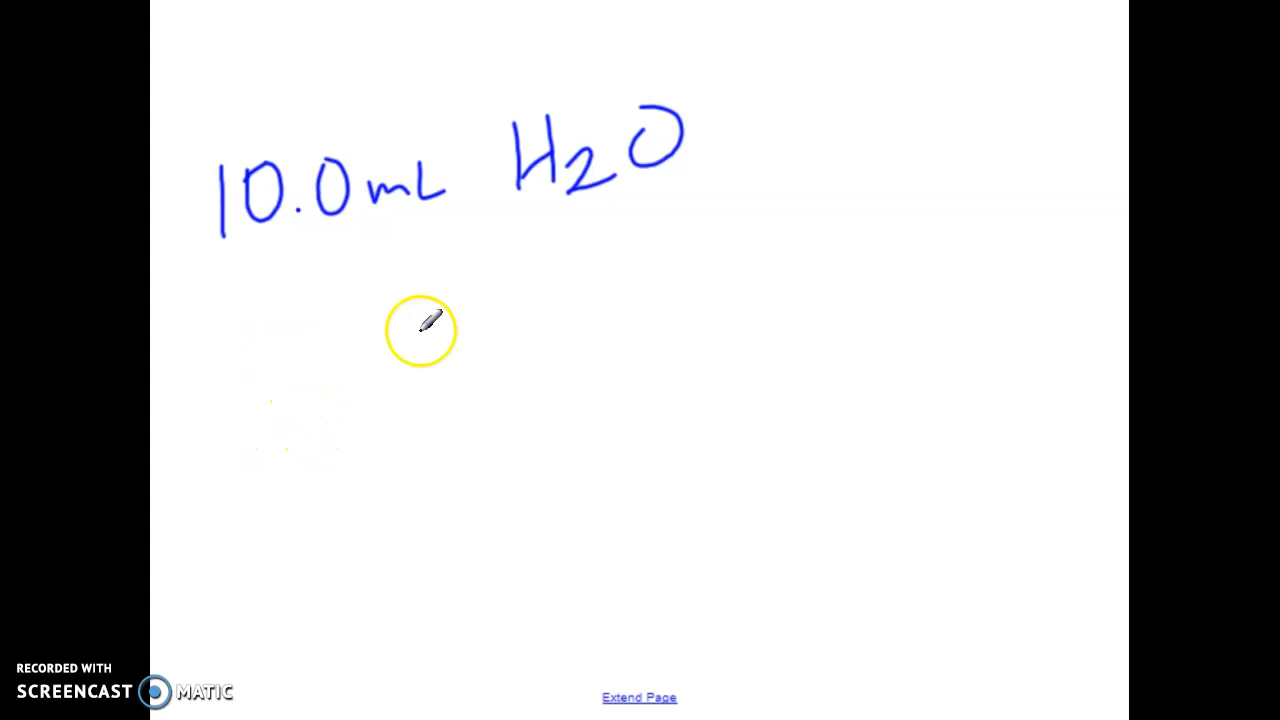 10.0 mL H2O
RECORDED WITH
SCREENCAST MATIC
Extend Page